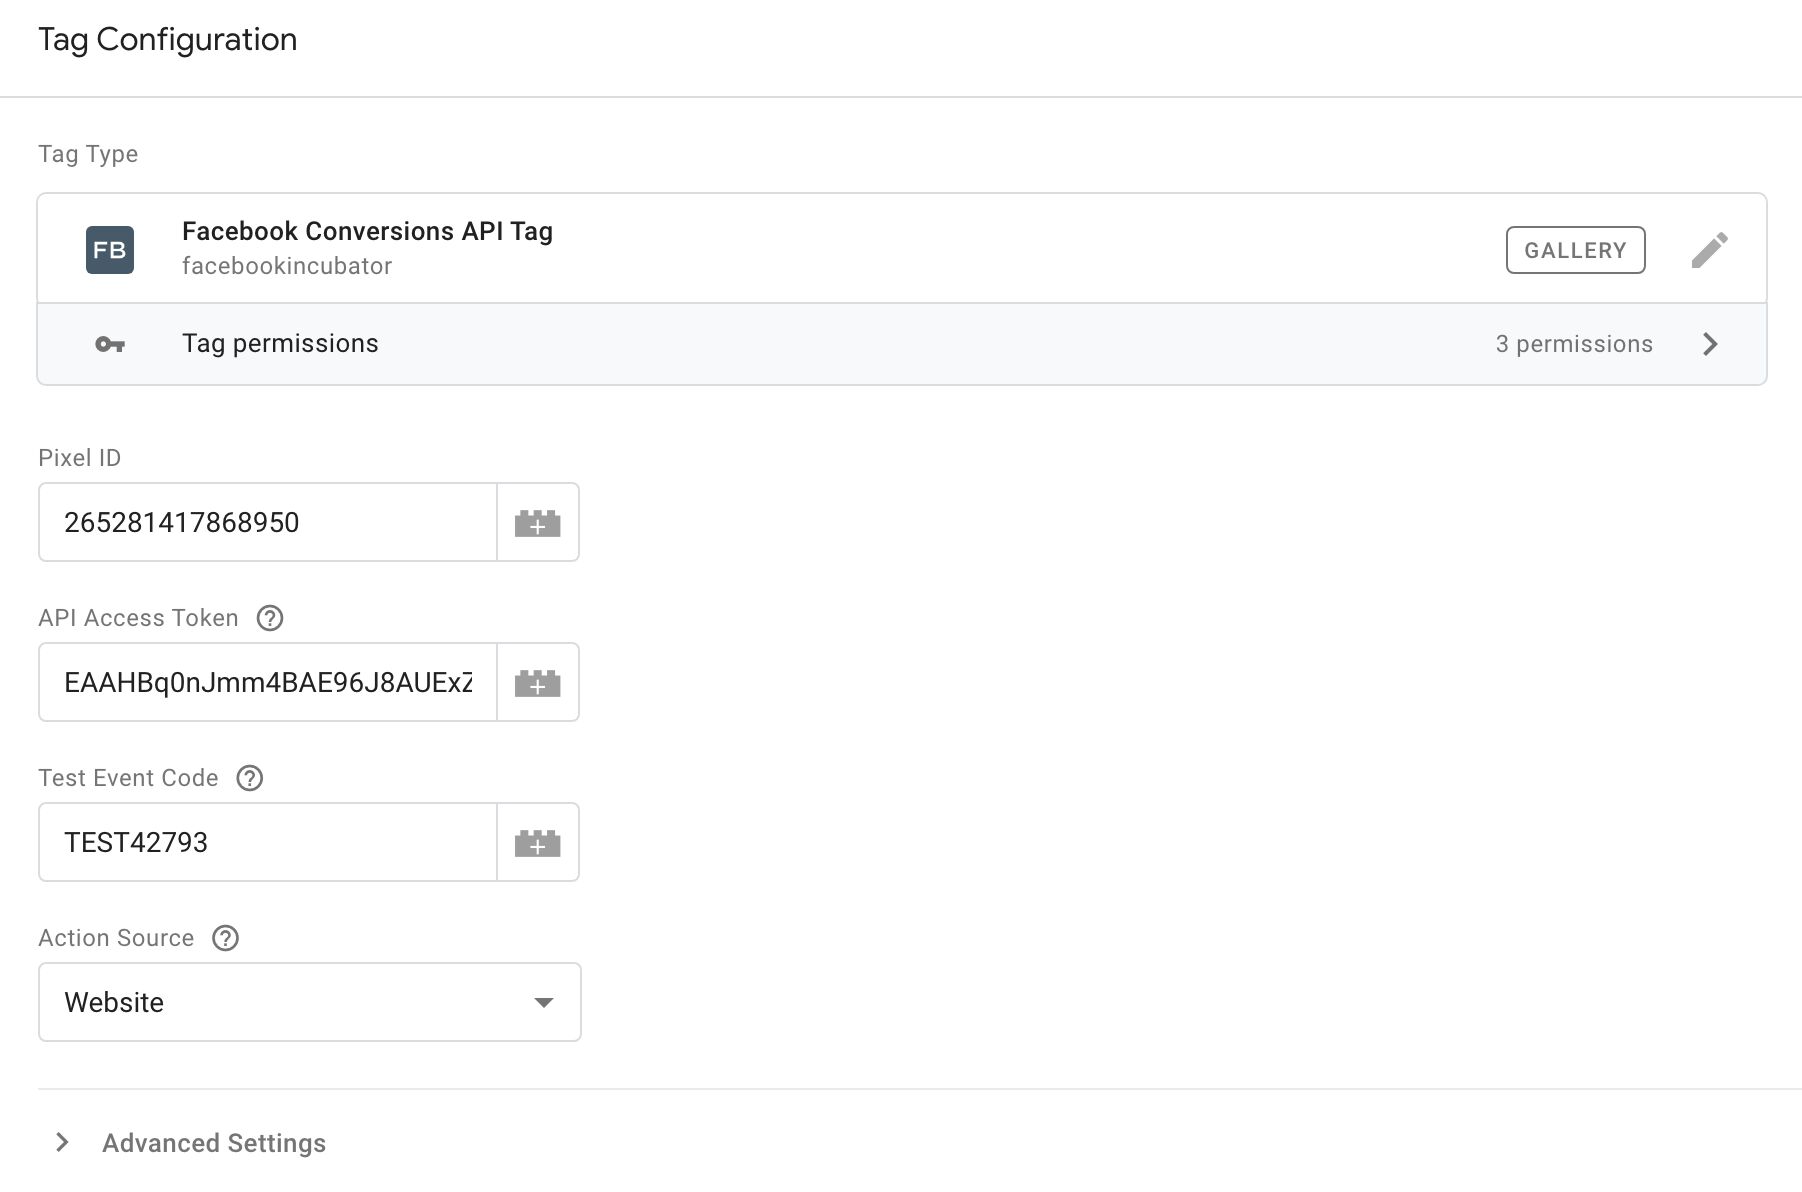 Tag Configuration
Tag Type
FB
Facebook Conversions API Tag
facebookincubator
GALLERY
Tag permissions
3 permissions
Pixel ID
265281417868950
API Access Token ?
EAAHBq0nJmm4BAE96J8AUExZ
Test Event Code ?
TEST42793
Action Source ?
Website
Advanced Settings